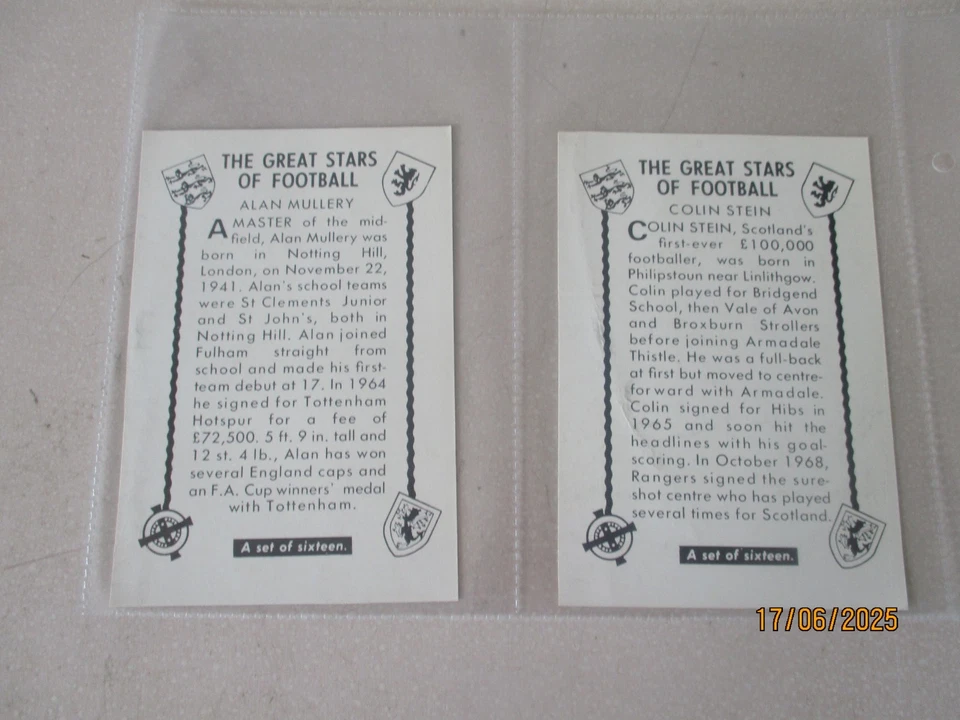 THE GREAT STARS
OF FOOTBALL
ALAN MULLERY
A MASTER of the mid-
field, Alan Mullery was
born in Notting Hill,
London, on November 22,
1941. Alan's school teams
were St Clements Junior
and St John's, both in
Notting Hill. Alan joined
Fulham straight from
school and made his first-
team debut at 17. In 1964
he signed for Tottenham
Hotspur for a fee of
£72,500. 5 ft. 9 in. tall and
12 st. 4 lb., Alan has won
several England caps and
an F.A. Cup winners' medal
with Tottenham.
A set of sixteen.
THE GREAT STARS
OF FOOTBALL
COLIN STEIN
COLIN STEIN, Scotland's
first-ever £100,000
footballer, was born in
Philipstoun near Linlithgow.
Colin played for Bridgend
School, then Vale of Avon
and Broxburn Strollers
before joining Armadale
Thistle. He was a full-back
at first but moved to centre-
forward with Armadale.
Colin signed for Hibs in
1965 and soon hit the
headlines with his goal-
scoring. In October 1968,
Rangers signed the sure-
shot centre who has played
several times for Scotland.
A set of sixteen.
17/06/2025